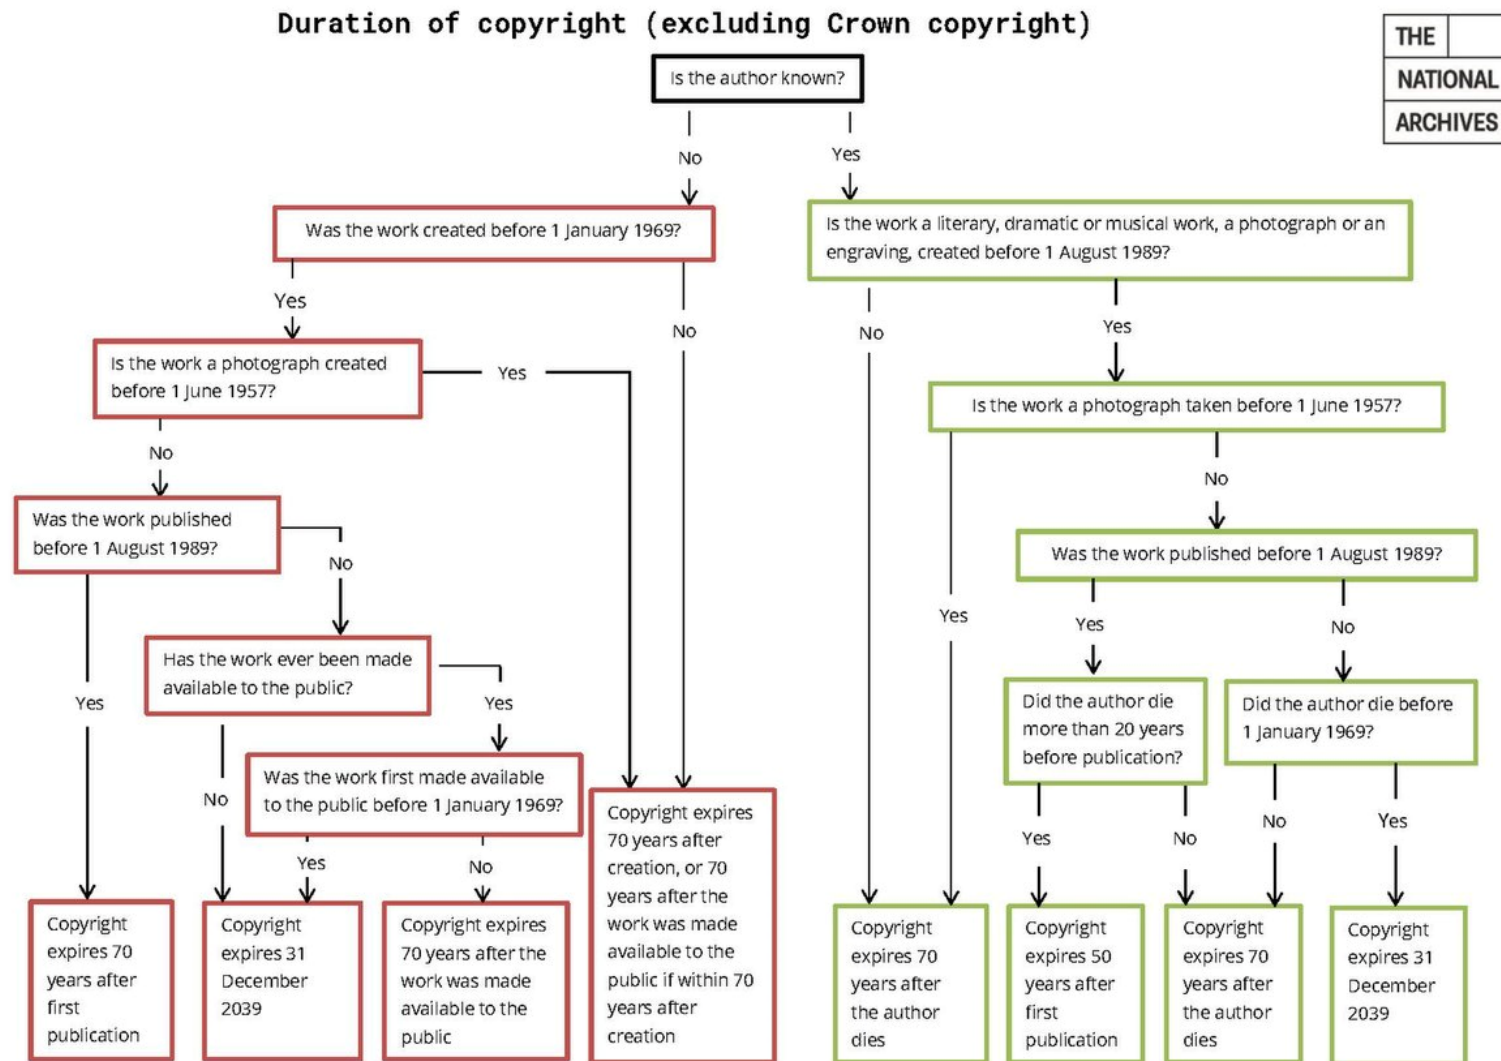 Duration of copyright (excluding Crown copyright)
THE
NATIONAL
ARCHIVES
Is the author known?
No
Yes
Was the work created before 1 January 1969?
Is the work a literary, dramatic or musical work, a photograph or an
engraving, created before 1 August 1989?
Yes
No
No
Yes
Is the work a photograph created
before 1 June 1957?
Yes
Is the work a photograph taken before 1 June 1957?
No
No
Yes
Was the work published
before 1 August 1989?
No
Was the work published before 1 August 1989?
Yes
Yes
No
Has the work ever been made
available to the public?
Yes
Did the author die
more than 20 years
before publication?
Did the author die before
1 January 1969?
No
Was the work first made available
to the public before 1 January 1969?
Yes
No
Yes
No
No
Yes
Copyright
expires 70
years after
first
publication
Copyright
expires 31
December
2039
Copyright expires
70 years after the
work was made
available to the
public
Copyright expires
70 years after
creation, or 70
years after the
work was made
available to the
public if within 70
years after
creation
Copyright
expires 70
years after
the author
dies
Copyright
expires 50
years after
first
publication
Copyright
expires 70
years after
the author
dies
Copyright
expires 31
December
2039